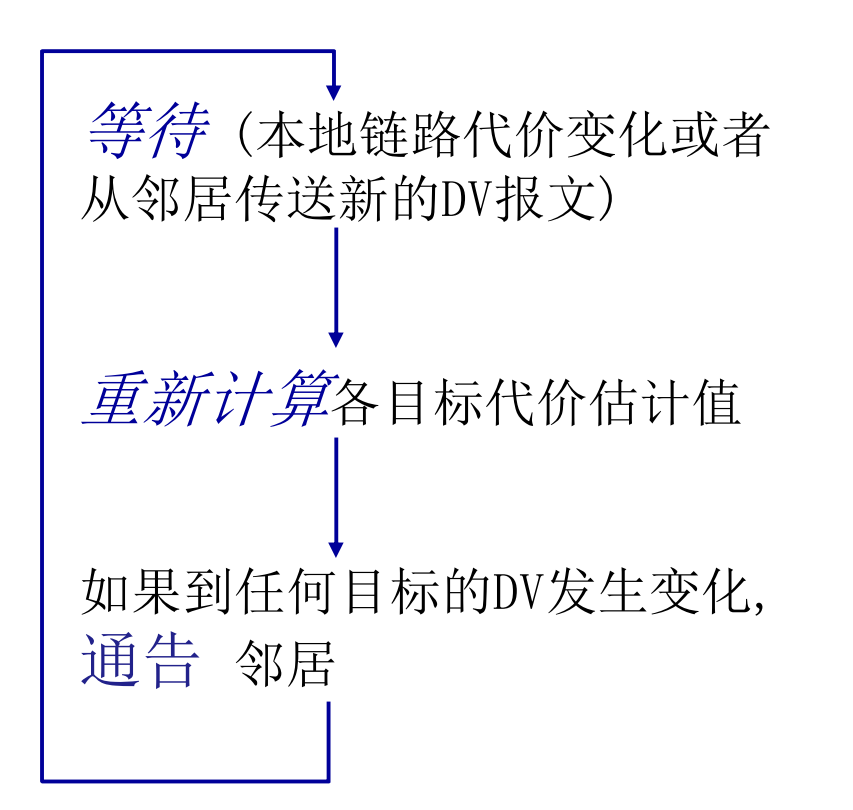 等待 (本地链路代价变化或者
从邻居传送新的DV报文)
重新计算各目标代价估计值
如果到任何目标的DV发生变化,
通告 邻居